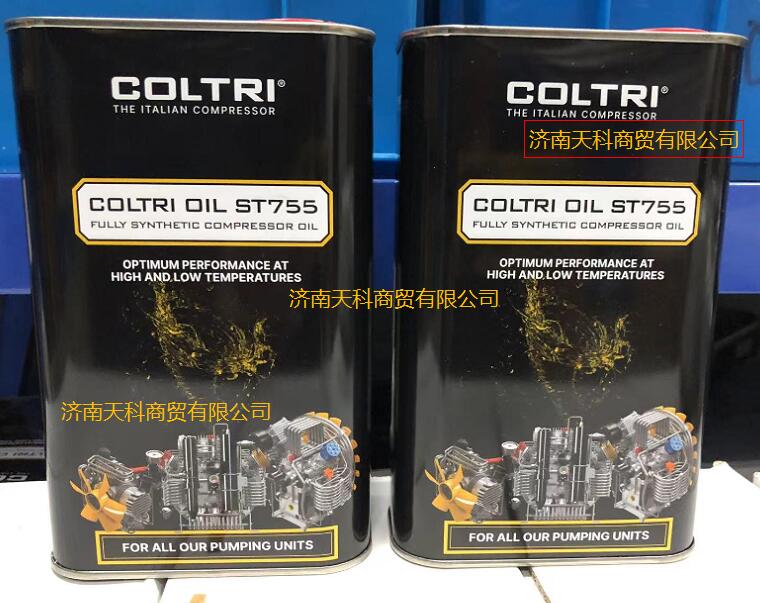 COLTRI®
THE ITALIAN COMPRESSOR
COLTRI OIL ST755
FULLY SYNTHETIC COMPRESSOR OIL
OPTIMUM PERFORMANCE AT
HIGH AND LOW TEMPERATURES
济南天科商贸有限公司
FOR ALL OUR PUMPING UNITS
COLTRI®
THE ITALIAN COMPRESSOR
济南天科商贸有限公司
COLTRI OIL ST755
FULLY SYNTHETIC COMPRESSOR OIL
OPTIMUM PERFORMANCE AT
HIGH AND LOW TEMPERATURES
济南天科商贸有限公司
FOR ALL OUR PUMPING UNITS